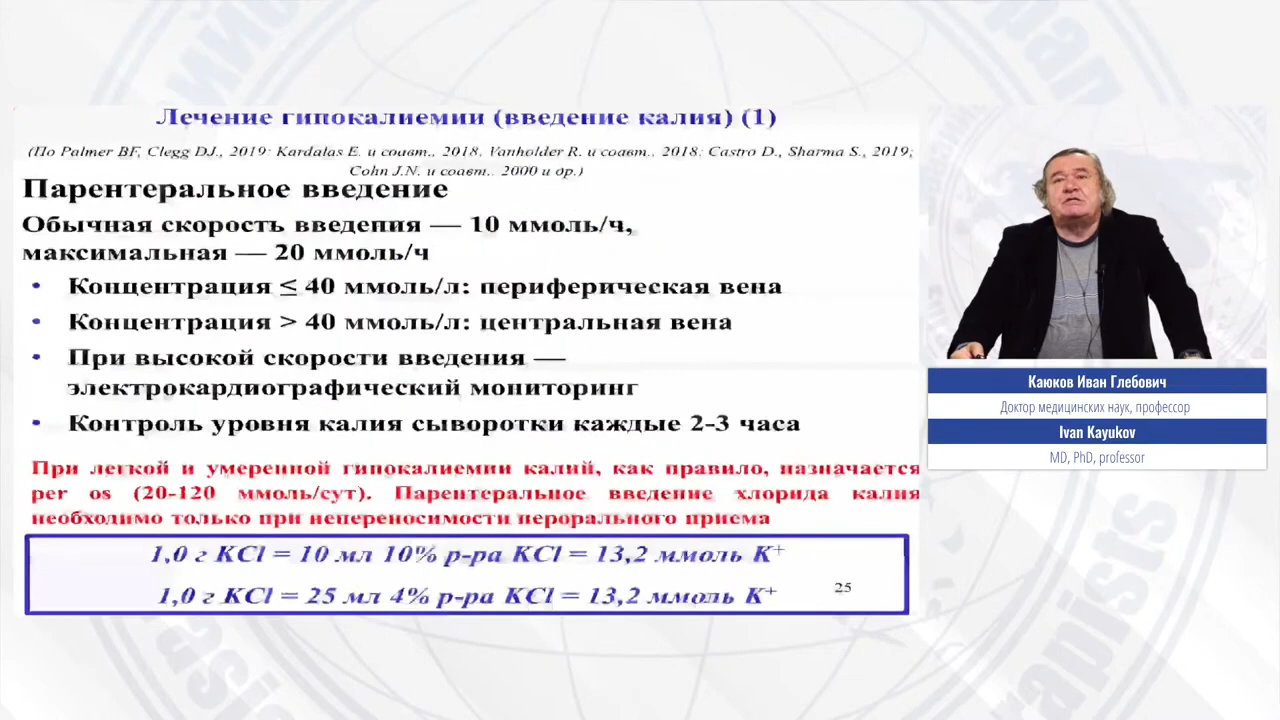 Лечение гипокалиемии (введение калия) (1)
(По Palmer BF, Clegg DJ., 2019; Kardalas E. и соавт., 2018, Vanholder R. и соавт., 2018; Castro D., Sharma S., 2019;
Cohn J.N. и соавт., 2000 и др.)
Парентеральное введение
Обычная скорость введения — 10 ммоль/ч,
максимальная — 20 ммоль/ч
• Концентрация ≤ 40 ммоль/л: периферическая вена
• Концентрация > 40 ммоль/л: центральная вена
• При высокой скорости введения —
электрокардиографический мониторинг
• Контроль уровня калия сыворотки каждые 2-3 часа
При легкой и умеренной гипокалиемии калий, как правило, назначается
per os (20-120 ммоль/сут). Парентеральное введение хлорида калия
необходимо только при непереносимости перорального приема
1,0 г KCl = 10 мл 10% р-ра KCl = 13,2 ммоль K⁺
1,0 г KCl = 25 мл 4% р-ра KCl = 13,2 ммоль K⁺
25
Каюков Иван Глебович
Доктор медицинских наук, профессор
Ivan Kayukov
MD, PhD, professor